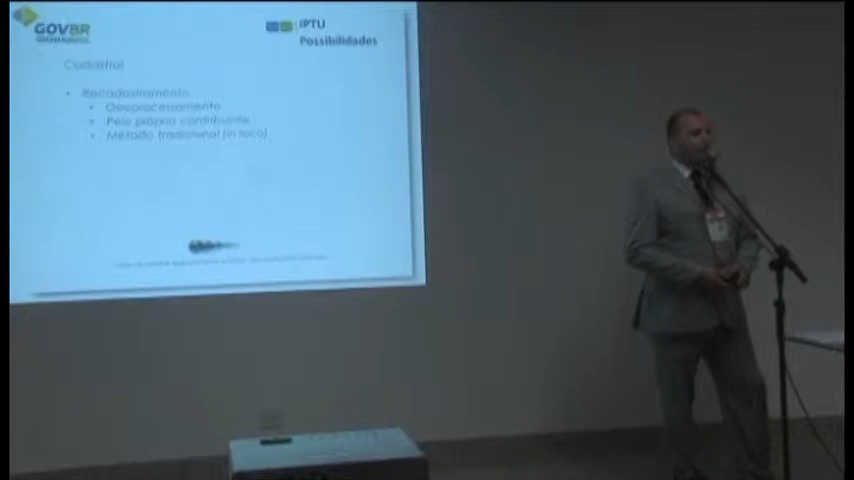 GOVBR
IPTU
Possibilidades
Cadastral
• Recadastramento
• Geoprocessamento
• Pelo próprio contribuinte
• Método tradicional (in loco)